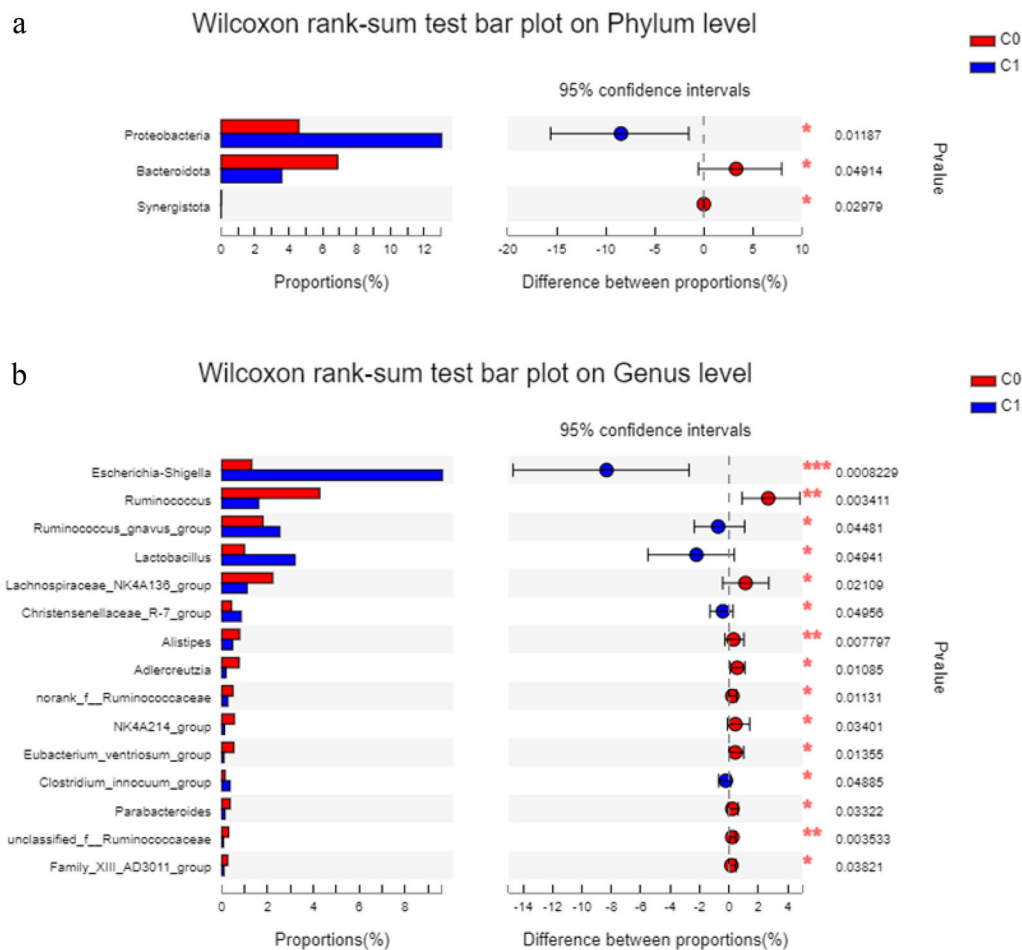 a
Wilcoxon rank-sum test bar plot on Phylum level
C0
C1
95% confidence intervals
Proteobacteria
* 0.01187
Bacteroidota
* 0.04914
Synergistota
* 0.02979
Pvalue
0 2 4 6 8 10 12
-20 -15 -10 -5 0 5 10
Proportions(%)
Difference between proportions(%)
b
Wilcoxon rank-sum test bar plot on Genus level
C0
C1
95% confidence intervals
Escherichia-Shigella
*** 0.0008229
Ruminococcus
** 0.003411
Ruminococcus_gnavus_group
* 0.04481
Lactobacillus
* 0.04941
Lachnospiraceae_NK4A136_group
* 0.02109
Christensenellaceae_R-7_group
* 0.04956
Alistipes
** 0.007797
Adlercreutzia
* 0.01085
norank_f__Ruminococcaceae
* 0.01131
NK4A214_group
* 0.03401
Eubacterium_ventriosum_group
* 0.01355
Clostridium_innocuum_group
* 0.04885
Parabacteroides
* 0.03322
unclassified_f__Ruminococcaceae
** 0.003533
Family_XIII_AD3011_group
* 0.03821
Pvalue
0 2 4 6 8
-14 -12 -10 -8 -6 -4 -2 0 2 4
Proportions(%)
Difference between proportions(%)